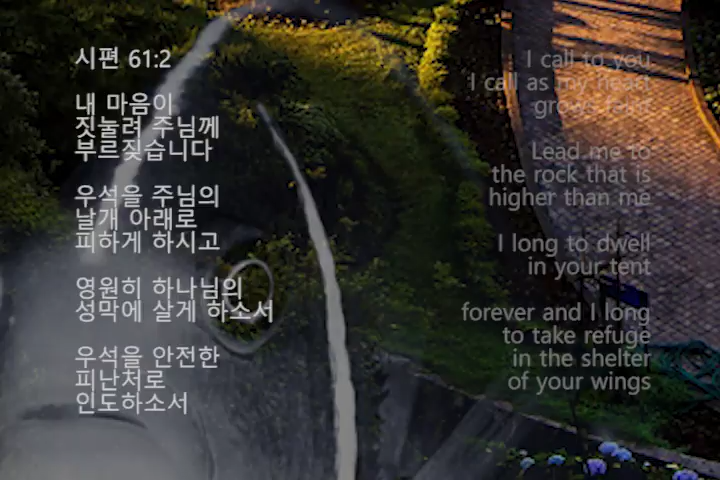 시편 61:2
내 마음이
짓눌려 주님께
부르짖습니다
우석을 주님의
날개 아래로
피하게 하시고
영원히 하나님의
성막에 살게 하소서
우석을 안전한
피난처로
인도하소서
I call to you
I call as my heart
grows faint
Lead me to
the rock that is
higher than me
I long to dwell
in your tent
forever and I long
to take refuge
in the shelter
of your wings